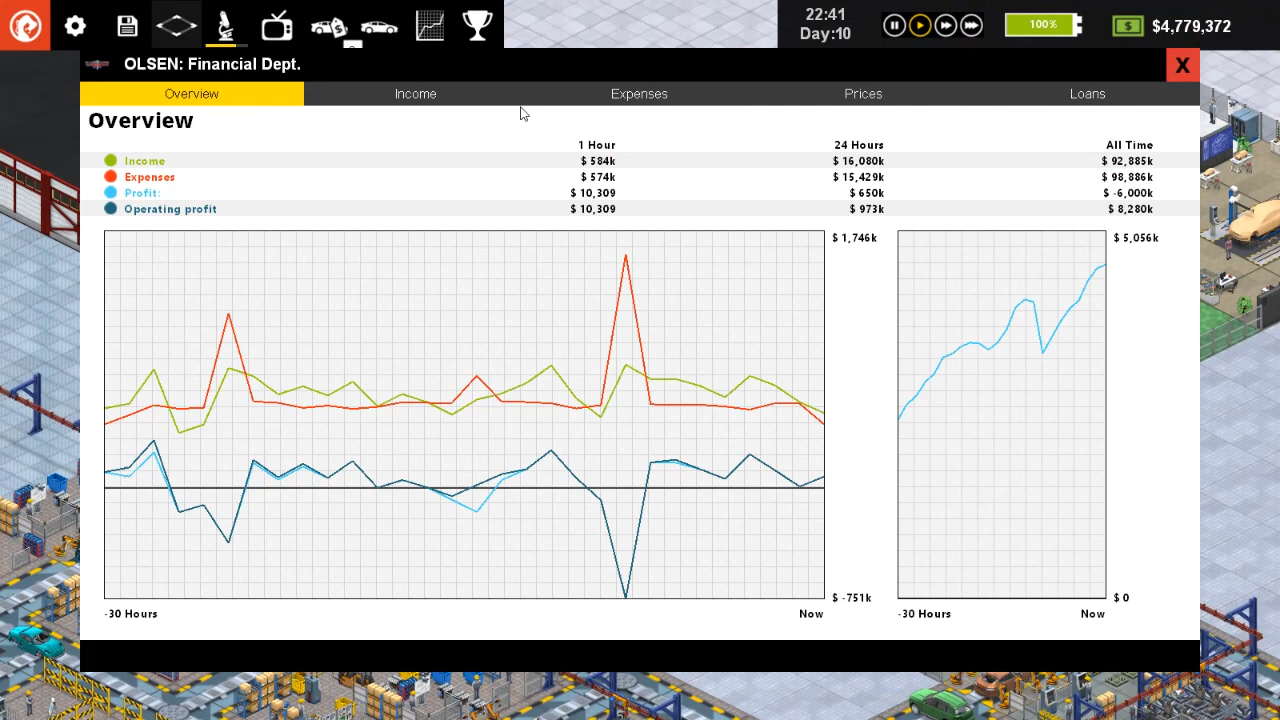 22:41
Day:10
100%
$4,779,372
OLSEN: Financial Dept.
X
Overview Income Expenses Prices Loans
Overview
1 Hour 24 Hours All Time
Income $ 584k $ 16,080k $ 92,885k
Expenses $ 574k $ 15,429k $ 98,886k
Profit: $ 10,309 $ 650k $ -6,000k
Operating profit $ 10,309 $ 973k $ 8,280k
$ 1,746k $ 5,056k
$ -751k $ 0
-30 Hours Now -30 Hours Now